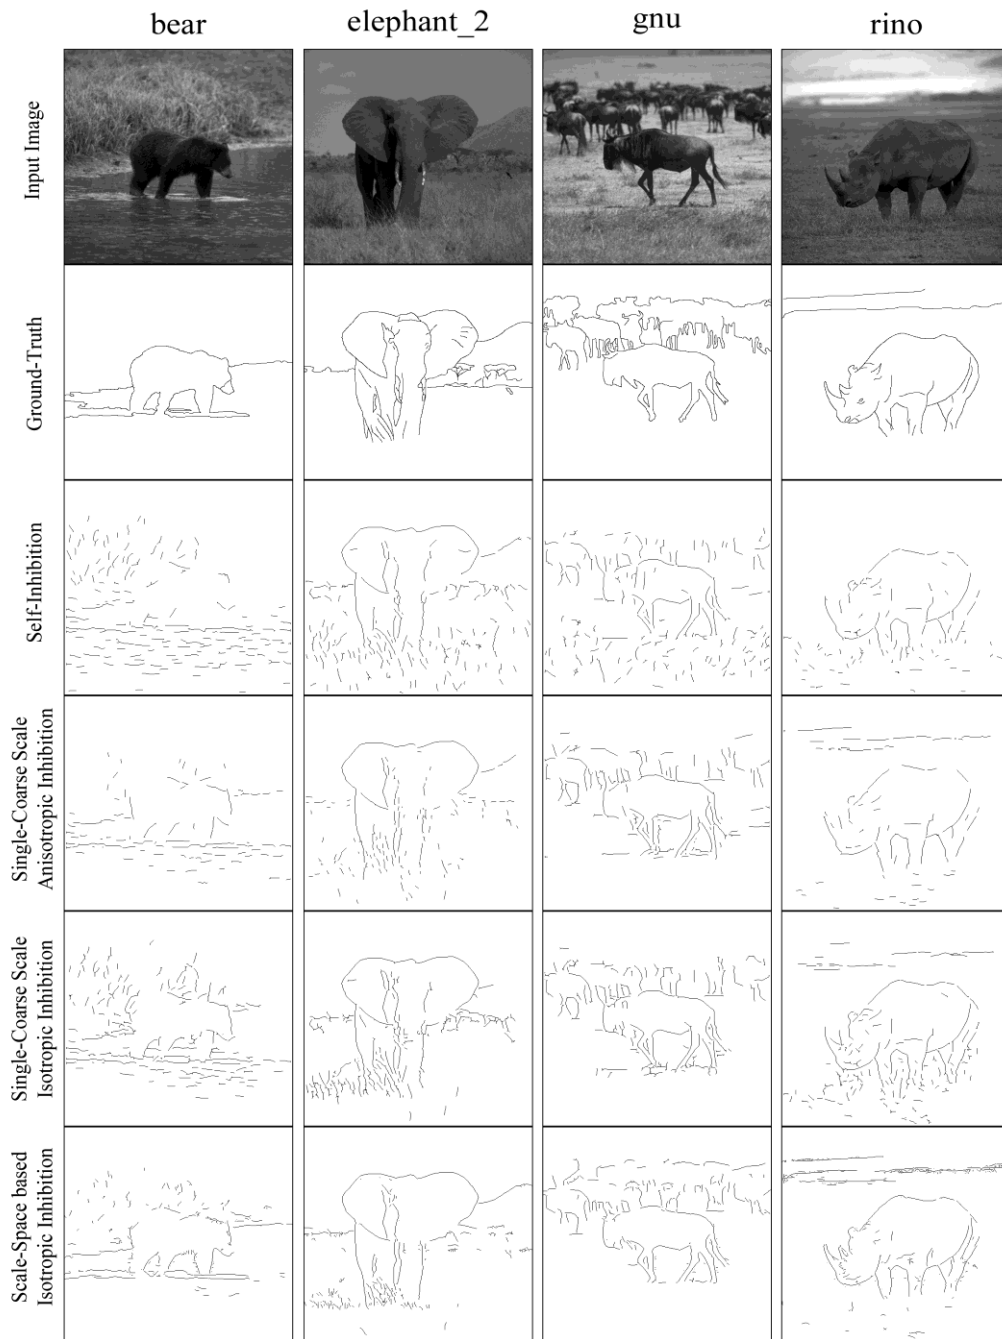 bear elephant_2 gnu rino
Input Image
Ground-Truth
Self-Inhibition
Single-Coarse Scale
Anisotropic Inhibition
Single-Coarse Scale
Isotropic Inhibition
Scale-Space based
Isotropic Inhibition